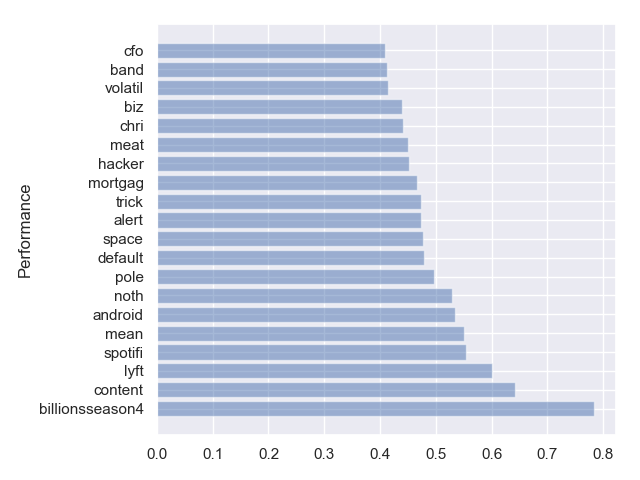 cfo
band
volatil
biz
chri
meat
hacker
mortgag
trick
alert
space
default
pole
noth
android
mean
spotifi
lyft
content
billionsseason4
Performance
0.0 0.1 0.2 0.3 0.4 0.5 0.6 0.7 0.8